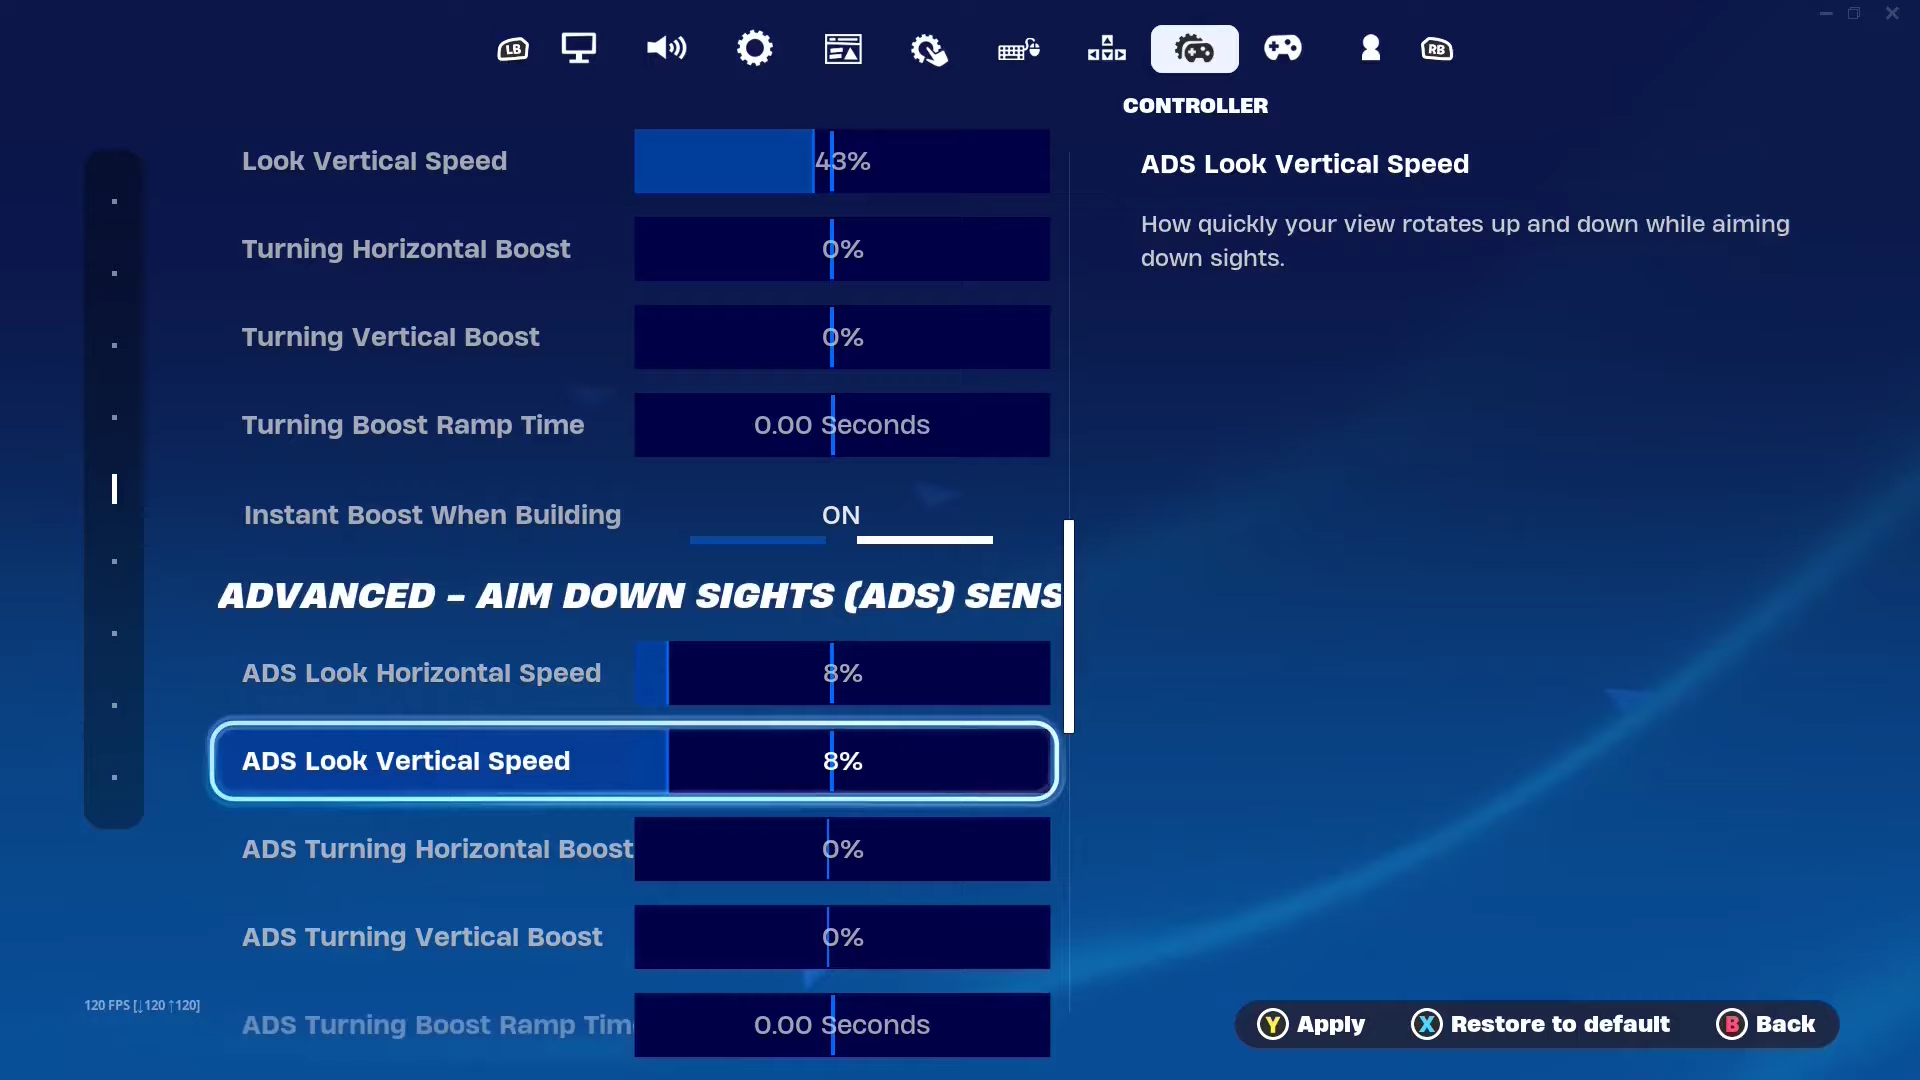 LB
RB
CONTROLLER
Look Vertical Speed
43%
Turning Horizontal Boost
0%
Turning Vertical Boost
0%
Turning Boost Ramp Time
0.00 Seconds
Instant Boost When Building
ON
ADVANCED - AIM DOWN SIGHTS (ADS) SENS
ADS Look Horizontal Speed
8%
ADS Look Vertical Speed
8%
ADS Turning Horizontal Boost
0%
ADS Turning Vertical Boost
0%
ADS Turning Boost Ramp Tim
0.00 Seconds
ADS Look Vertical Speed
How quickly your view rotates up and down while aiming
down sights.
120 FPS [↓120 ↑120]
Y Apply
X Restore to default
B Back